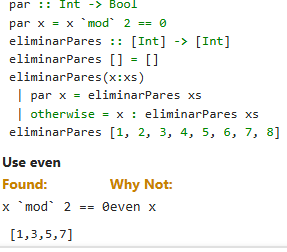 par :: Int -> Bool
par x = x `mod` 2 == 0
eliminarPares :: [Int] -> [Int]
eliminarPares [] = []
eliminarPares(x:xs)
 | par x = eliminarPares xs
 | otherwise = x : eliminarPares xs
eliminarPares [1, 2, 3, 4, 5, 6, 7, 8]
Use even
Found: Why Not:
x `mod` 2 == 0even x
[1,3,5,7]